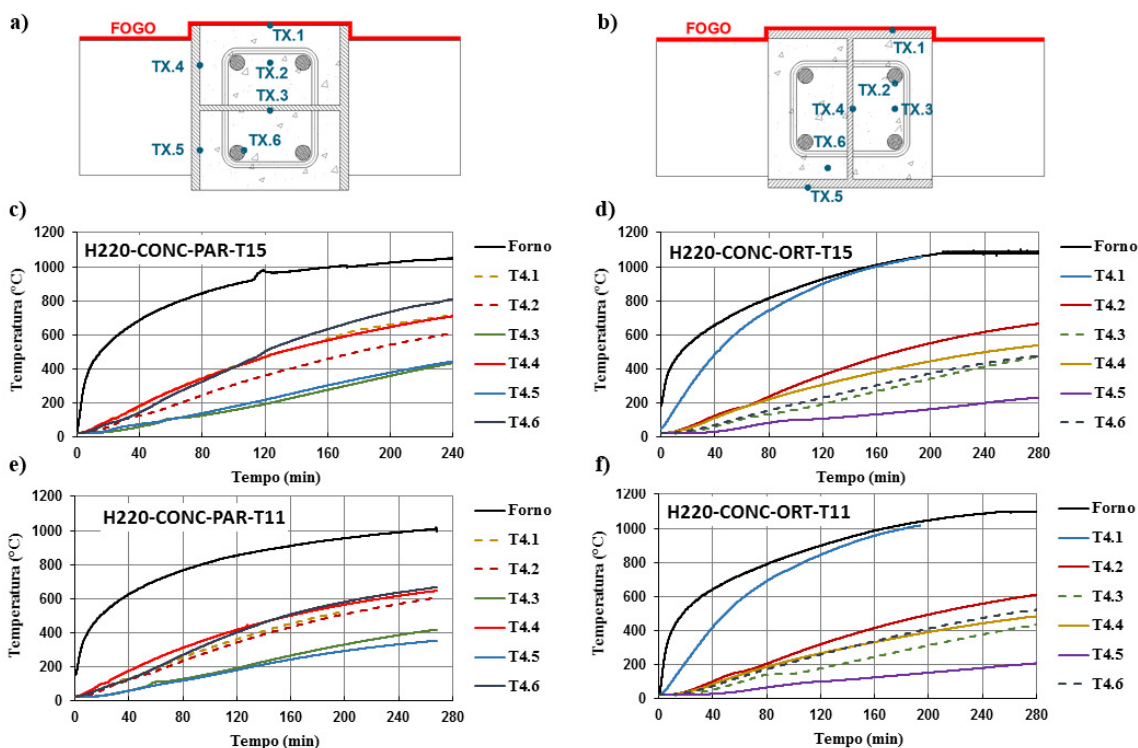 a)
FOGO
TX.1
TX.4
TX.2
TX.3
TX.5
TX.6
b)
FOGO
TX.1
TX.2
TX.4
TX.3
TX.6
TX.5
c)
H220-CONC-PAR-T15
Temperatura (°C)
1200
1000
800
600
400
200
0
0 40 80 120 160 200 240
Tempo (min)
Forno
T4.1
T4.2
T4.3
T4.4
T4.5
T4.6
d)
H220-CONC-ORT-T15
Temperatura (°C)
1200
1000
800
600
400
200
0
0 40 80 120 160 200 240 280
Tempo (min)
Forno
T4.1
T4.2
T4.3
T4.4
T4.5
T4.6
e)
H220-CONC-PAR-T11
Temperatura (°C)
1200
1000
800
600
400
200
0
0 40 80 120 160 200 240 280
Tempo (min)
Forno
T4.1
T4.2
T4.3
T4.4
T4.5
T4.6
f)
H220-CONC-ORT-T11
Temperatura (°C)
1200
1000
800
600
400
200
0
0 40 80 120 160 200 240 280
Tempo (min)
Forno
T4.1
T4.2
T4.3
T4.4
T4.5
T4.6